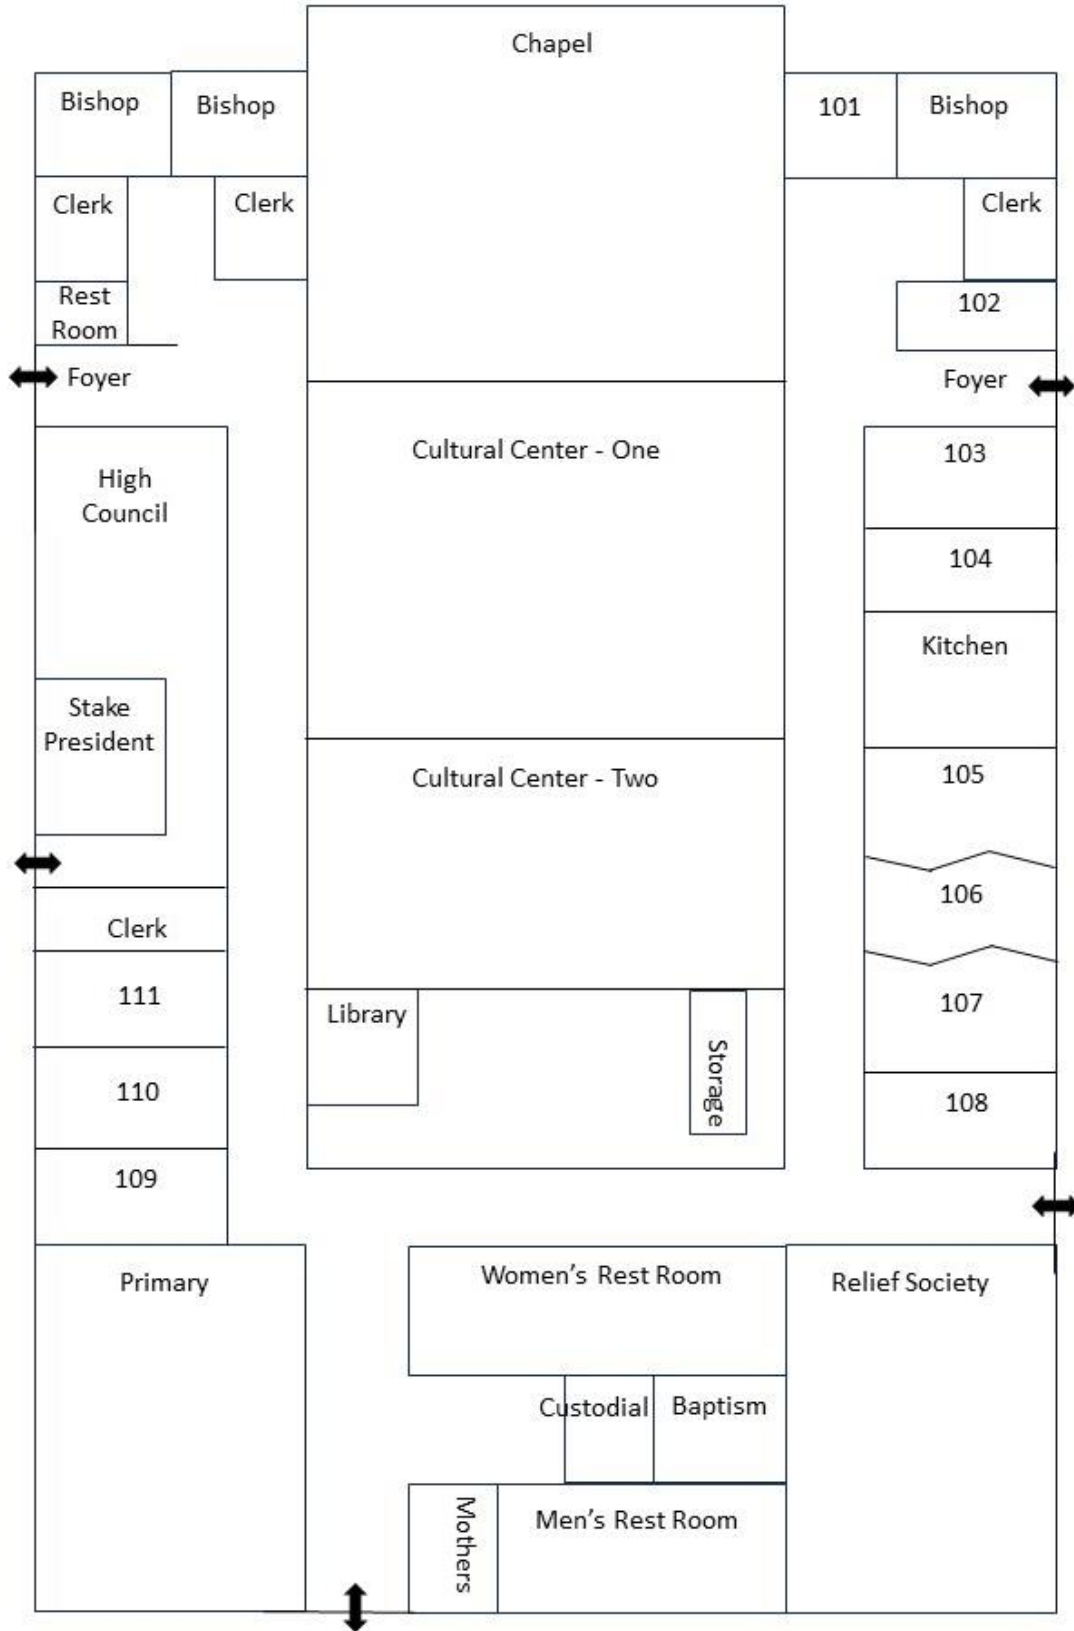 Chapel
Bishop
Bishop
101
Bishop
Clerk
Clerk
Clerk
Rest
Room
102
Foyer
Foyer
High
Council
Cultural Center - One
103
104
Kitchen
Stake
President
Cultural Center - Two
105
106
Clerk
111
Library
Storage
107
110
108
109
Primary
Women's Rest Room
Relief Society
Custodial
Baptism
Mothers
Men's Rest Room